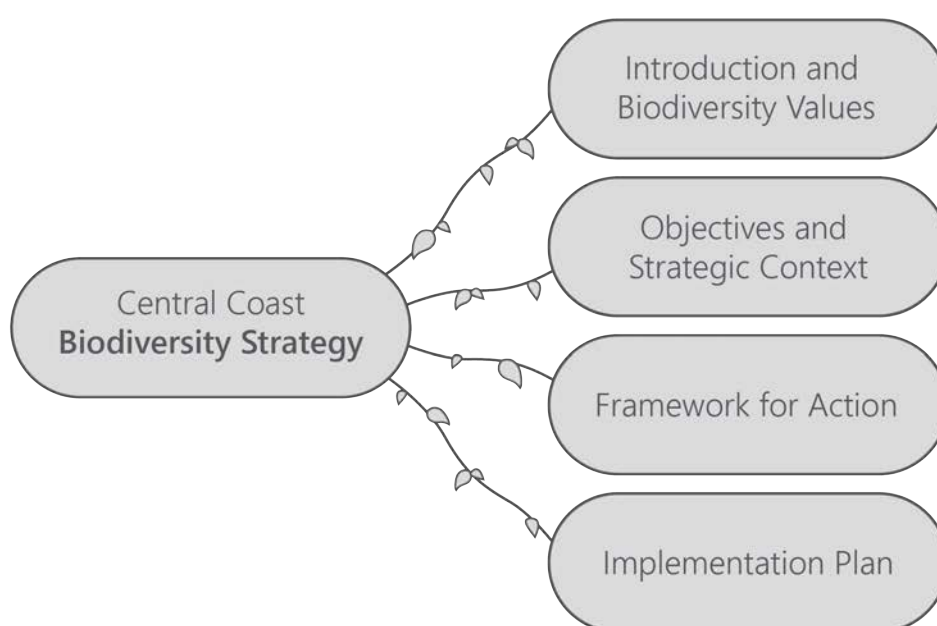 Introduction and
Biodiversity Values
Objectives and
Strategic Context
Central Coast
Biodiversity Strategy
Framework for Action
Implementation Plan